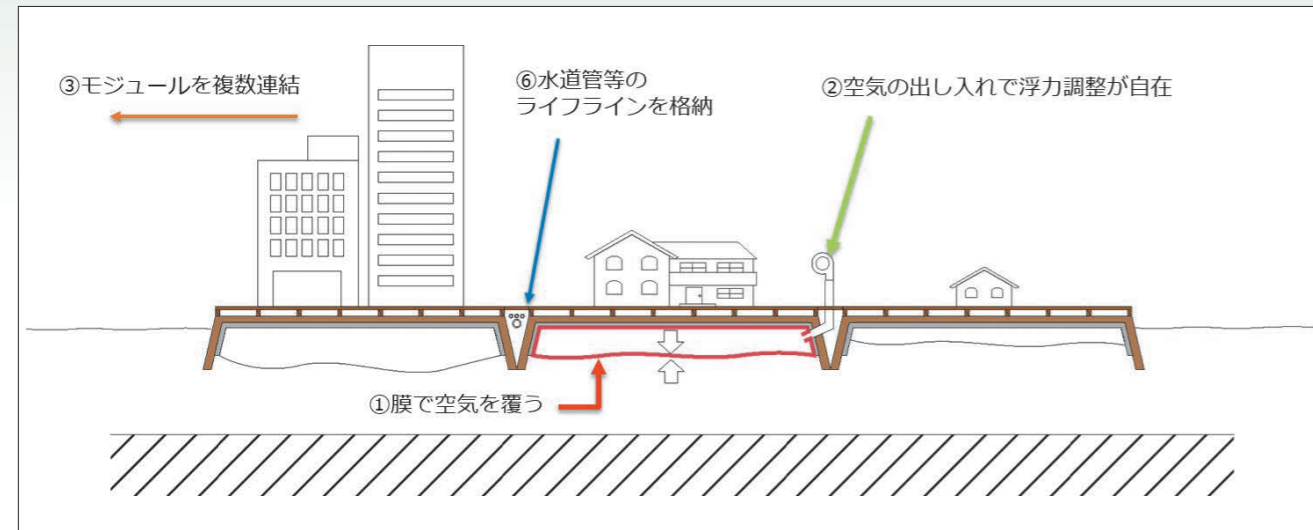 ③モジュールを複数連結
⑥水道管等の
ライフラインを格納
②空気の出し入れで浮力調整が自在
①膜で空気を覆う